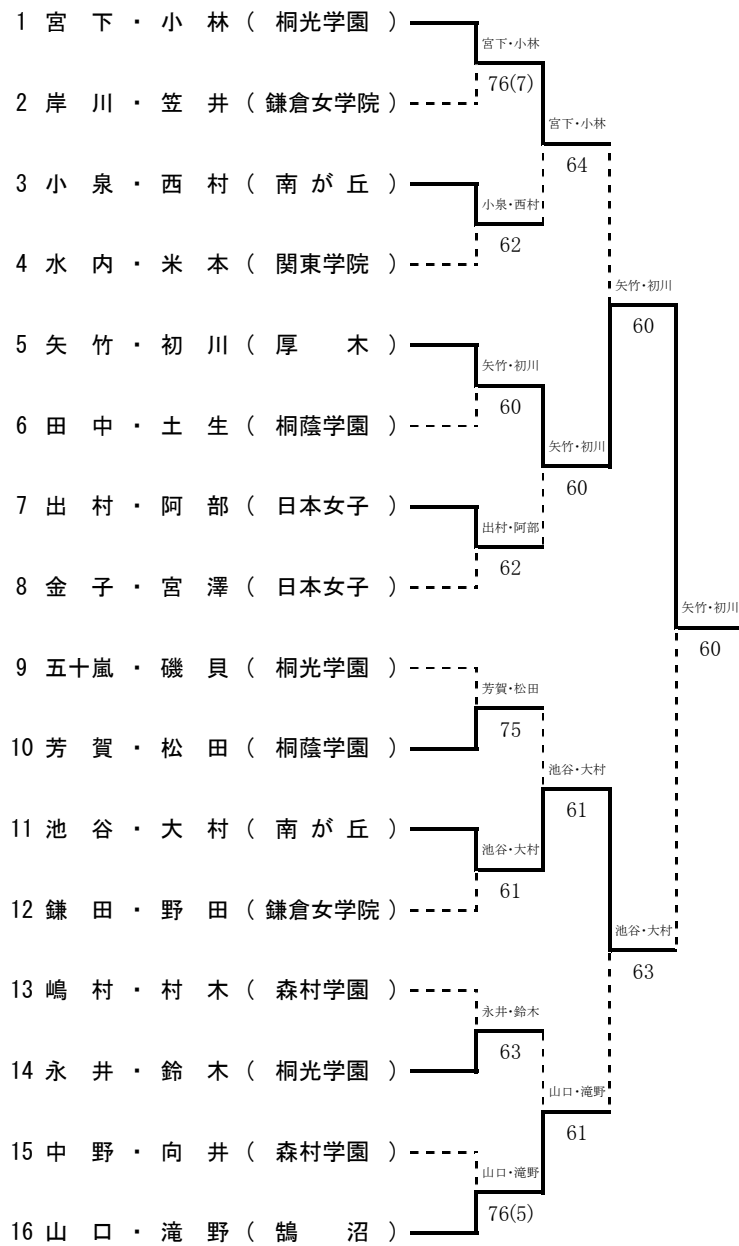 1 宮 下 ・ 小 林 ( 桐光学園 )
宮下・小林
76(7)
2 岸 川 ・ 笠 井 ( 鎌倉女学院 )
宮下・小林
64
3 小 泉 ・ 西 村 ( 南 が 丘 )
小泉・西村
62
4 水 内 ・ 米 本 ( 関東学院 )
矢竹・初川
60
5 矢 竹 ・ 初 川 ( 厚 木 )
矢竹・初川
60
6 田 中 ・ 土 生 ( 桐蔭学園 )
矢竹・初川
60
7 出 村 ・ 阿 部 ( 日本女子 )
出村・阿部
62
8 金 子 ・ 宮 澤 ( 日本女子 )
矢竹・初川
60
9 五十嵐 ・ 磯 貝 ( 桐光学園 )
芳賀・松田
75
10 芳 賀 ・ 松 田 ( 桐蔭学園 )
池谷・大村
61
11 池 谷 ・ 大 村 ( 南 が 丘 )
池谷・大村
61
12 鎌 田 ・ 野 田 ( 鎌倉女学院 )
池谷・大村
63
13 嶋 村 ・ 村 木 ( 森村学園 )
永井・鈴木
63
14 永 井 ・ 鈴 木 ( 桐光学園 )
山口・滝野
61
15 中 野 ・ 向 井 ( 森村学園 )
山口・滝野
76(5)
16 山 口 ・ 滝 野 ( 鵠 沼 )